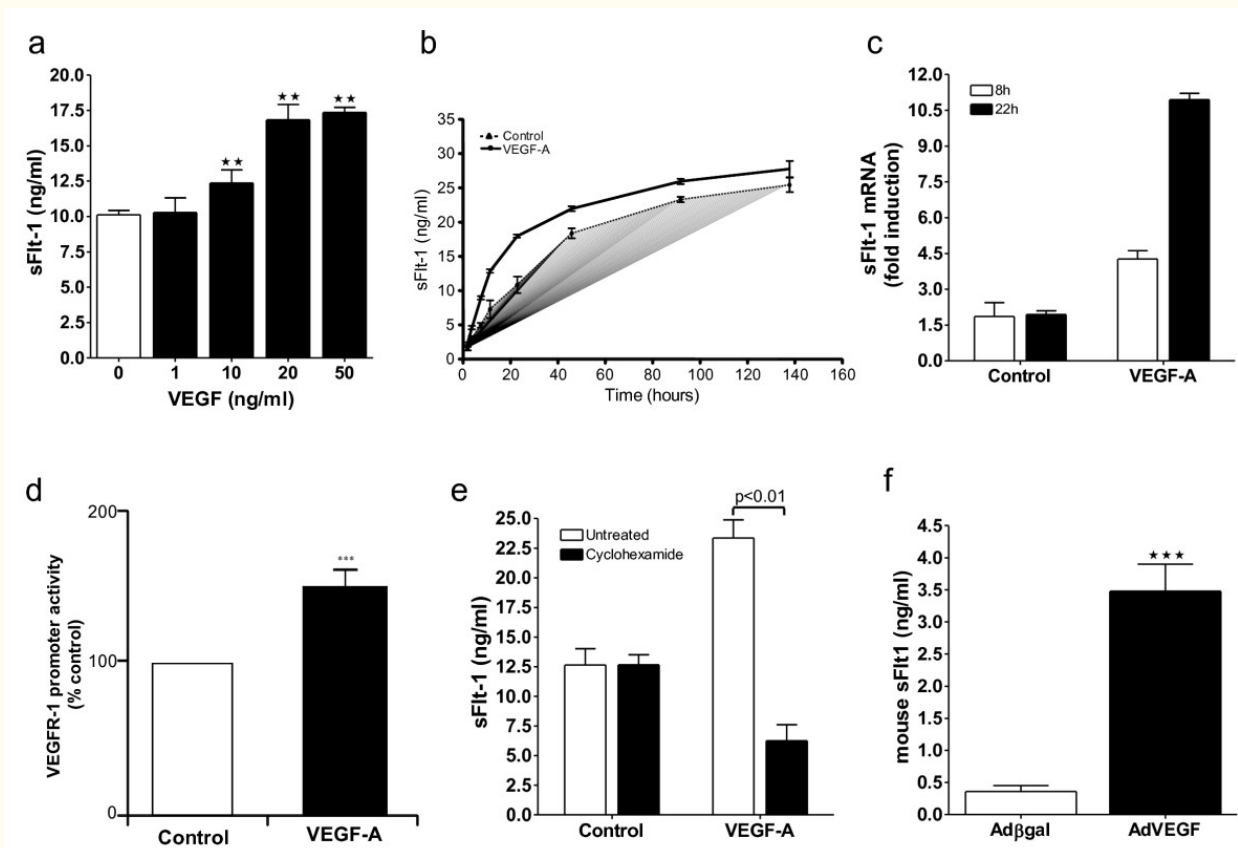 a
20.0
17.5
15.0
12.5
10.0
7.5
5.0
2.5
0.0
sFlt-1 (ng/ml)
★★
★★
★★
0 1 10 20 50
VEGF (ng/ml)
b
35
30
25
20
15
10
5
0
sFlt-1 (ng/ml)
Control
VEGF-A
0 20 40 60 80 100 120 140 160
Time (hours)
c
12.0
10.5
9.0
7.5
6.0
4.5
3.0
1.5
0.0
sFlt-1 mRNA
(fold induction)
8h
22h
Control VEGF-A
d
200
100
0
VEGFR-1 promoter activity
(% control)
***
Control VEGF-A
e
25.0
22.5
20.0
17.5
15.0
12.5
10.0
7.5
5.0
2.5
0.0
sFlt-1 (ng/ml)
Untreated
Cyclohexamide
p<0.01
Control VEGF-A
f
4.5
4.0
3.5
3.0
2.5
2.0
1.5
1.0
0.5
0.0
mouse sFlt1 (ng/ml)
★★★
Adβgal AdVEGF